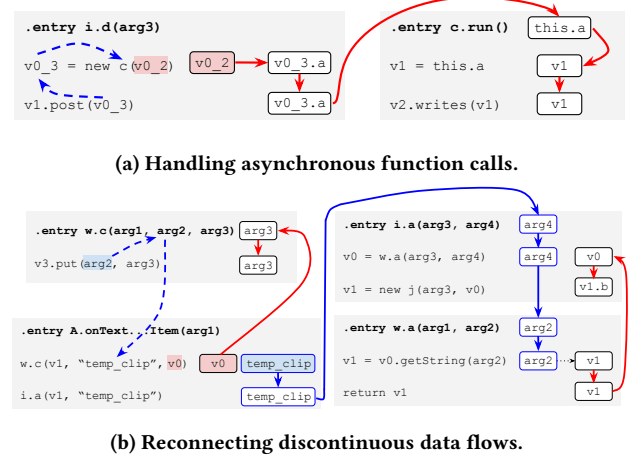 .entry i.d(arg3)
v0_3 = new c(v0_2)
v1.post(v0_3)
v0_2
v0_3.a
v0_3.a
.entry c.run()
this.a
v1 = this.a
v1
v2.writes(v1)
v1
(a) Handling asynchronous function calls.
.entry w.c(arg1, arg2, arg3)
arg3
v3.put(arg2, arg3)
arg3
.entry A.onText...Item(arg1)
w.c(v1, “temp_clip”, v0)
v0
temp_clip
i.a(v1, “temp_clip”)
temp_clip
.entry i.a(arg3, arg4)
arg4
v0 = w.a(arg3, arg4)
arg4
v0
v1 = new j(arg3, v0)
v1.b
.entry w.a(arg1, arg2)
arg2
v1 = v0.getString(arg2)
arg2
v1
return v1
v1
(b) Reconnecting discontinuous data flows.